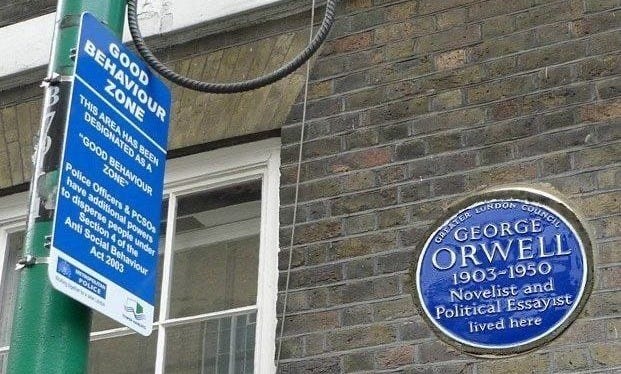 GOOD
BEHAVIOUR
ZONE
THIS AREA HAS BEEN
DESIGNATED AS A
"GOOD BEHAVIOUR
ZONE"
Police Officers & PCSOs
have additional powers
to disperse people under
Section 4 of the
Anti Social Behaviour
Act 2003
METROPOLITAN
POLICE
GREATER LONDON COUNCIL
GEORGE
ORWELL
1903-1950
Novelist and
Political Essayist
lived here